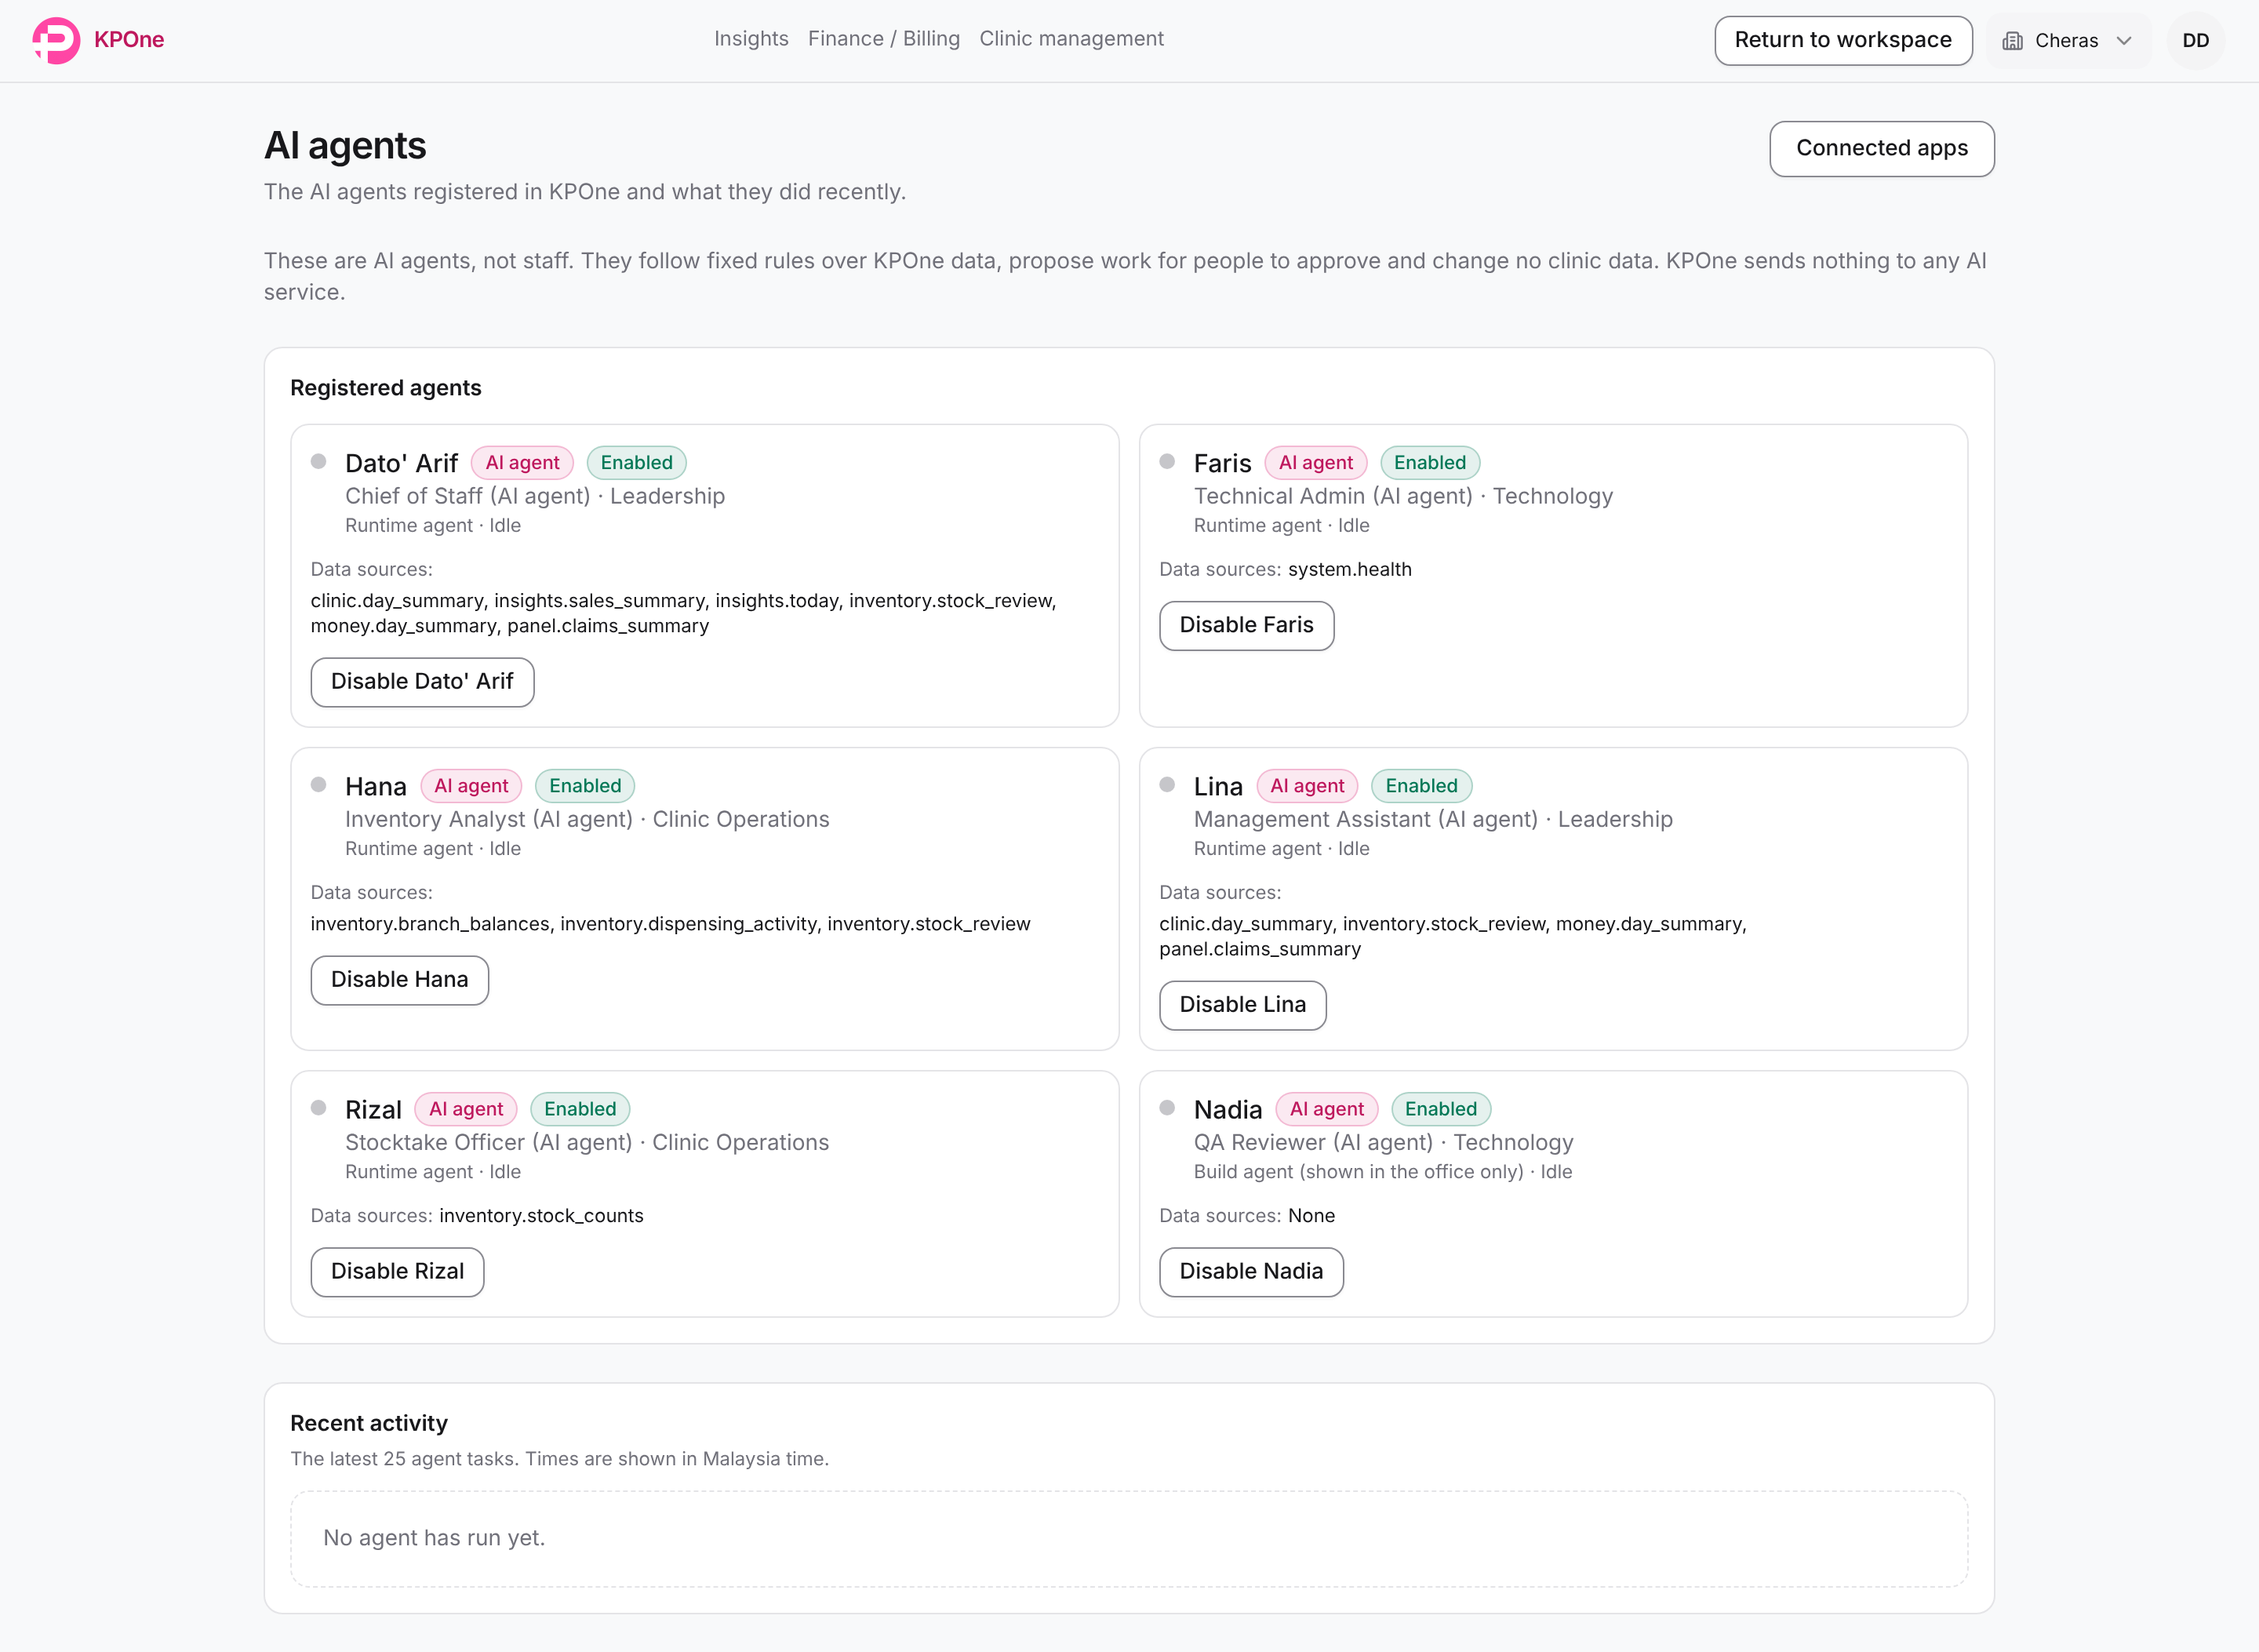 KPOne
Insights Finance / Billing Clinic management
Return to workspace
Cheras
DD
AI agents
Connected apps
The AI agents registered in KPOne and what they did recently.
These are AI agents, not staff. They follow fixed rules over KPOne data, propose work for people to approve and change no clinic data. KPOne sends nothing to any AI
service.
Registered agents
Dato' Arif AI agent Enabled
Chief of Staff (AI agent) · Leadership
Runtime agent · Idle
Data sources:
clinic.day_summary, insights.sales_summary, insights.today, inventory.stock_review,
money.day_summary, panel.claims_summary
Disable Dato' Arif
Faris AI agent Enabled
Technical Admin (AI agent) · Technology
Runtime agent · Idle
Data sources: system.health
Disable Faris
Hana AI agent Enabled
Inventory Analyst (AI agent) · Clinic Operations
Runtime agent · Idle
Data sources:
inventory.branch_balances, inventory.dispensing_activity, inventory.stock_review
Disable Hana
Lina AI agent Enabled
Management Assistant (AI agent) · Leadership
Runtime agent · Idle
Data sources:
clinic.day_summary, inventory.stock_review, money.day_summary,
panel.claims_summary
Disable Lina
Rizal AI agent Enabled
Stocktake Officer (AI agent) · Clinic Operations
Runtime agent · Idle
Data sources: inventory.stock_counts
Disable Rizal
Nadia AI agent Enabled
QA Reviewer (AI agent) · Technology
Build agent (shown in the office only) · Idle
Data sources: None
Disable Nadia
Recent activity
The latest 25 agent tasks. Times are shown in Malaysia time.
No agent has run yet.